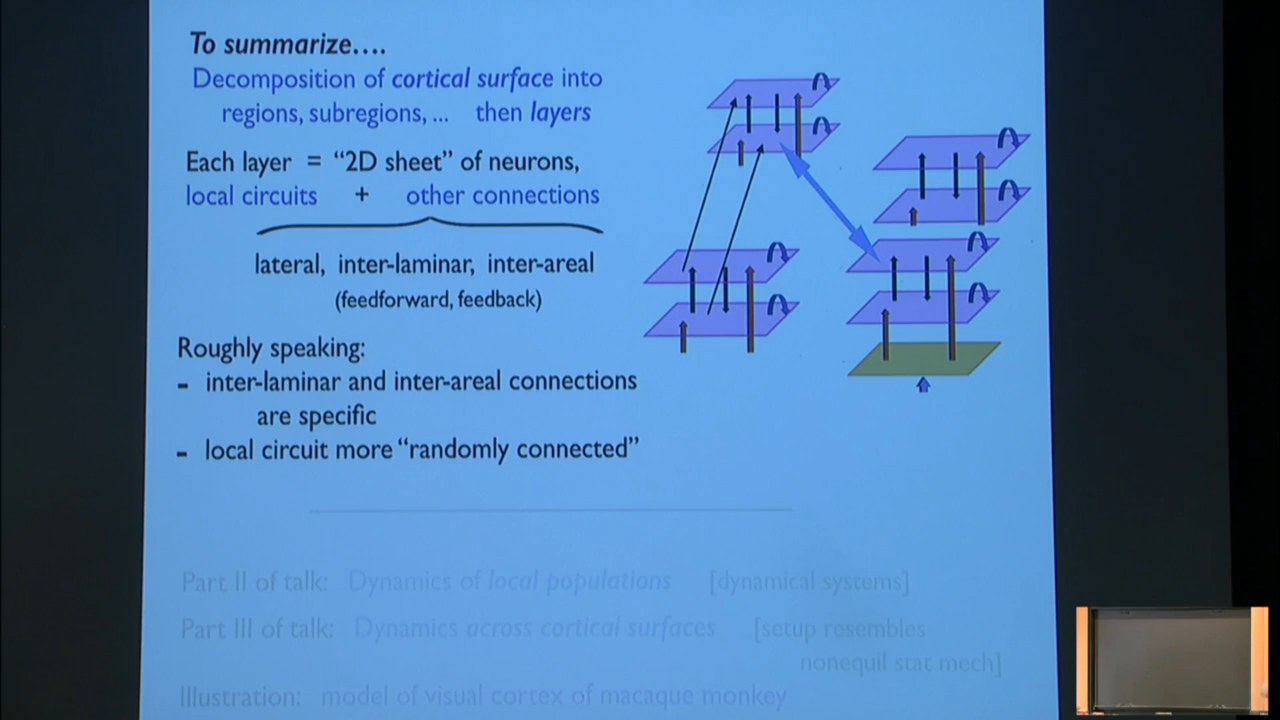 To summarize....
Decomposition of cortical surface into
regions, subregions, ... then layers
Each layer = “2D sheet” of neurons,
local circuits + other connections
lateral, inter-laminar, inter-areal
(feedforward, feedback)
Roughly speaking:
- inter-laminar and inter-areal connections
are specific
- local circuit more “randomly connected”
Part II of talk: Dynamics of local populations [dynamical systems]
Part III of talk: Dynamics across cortical surfaces [setup resembles
nonequil stat mech]
Illustration: model of visual cortex of macaque monkey